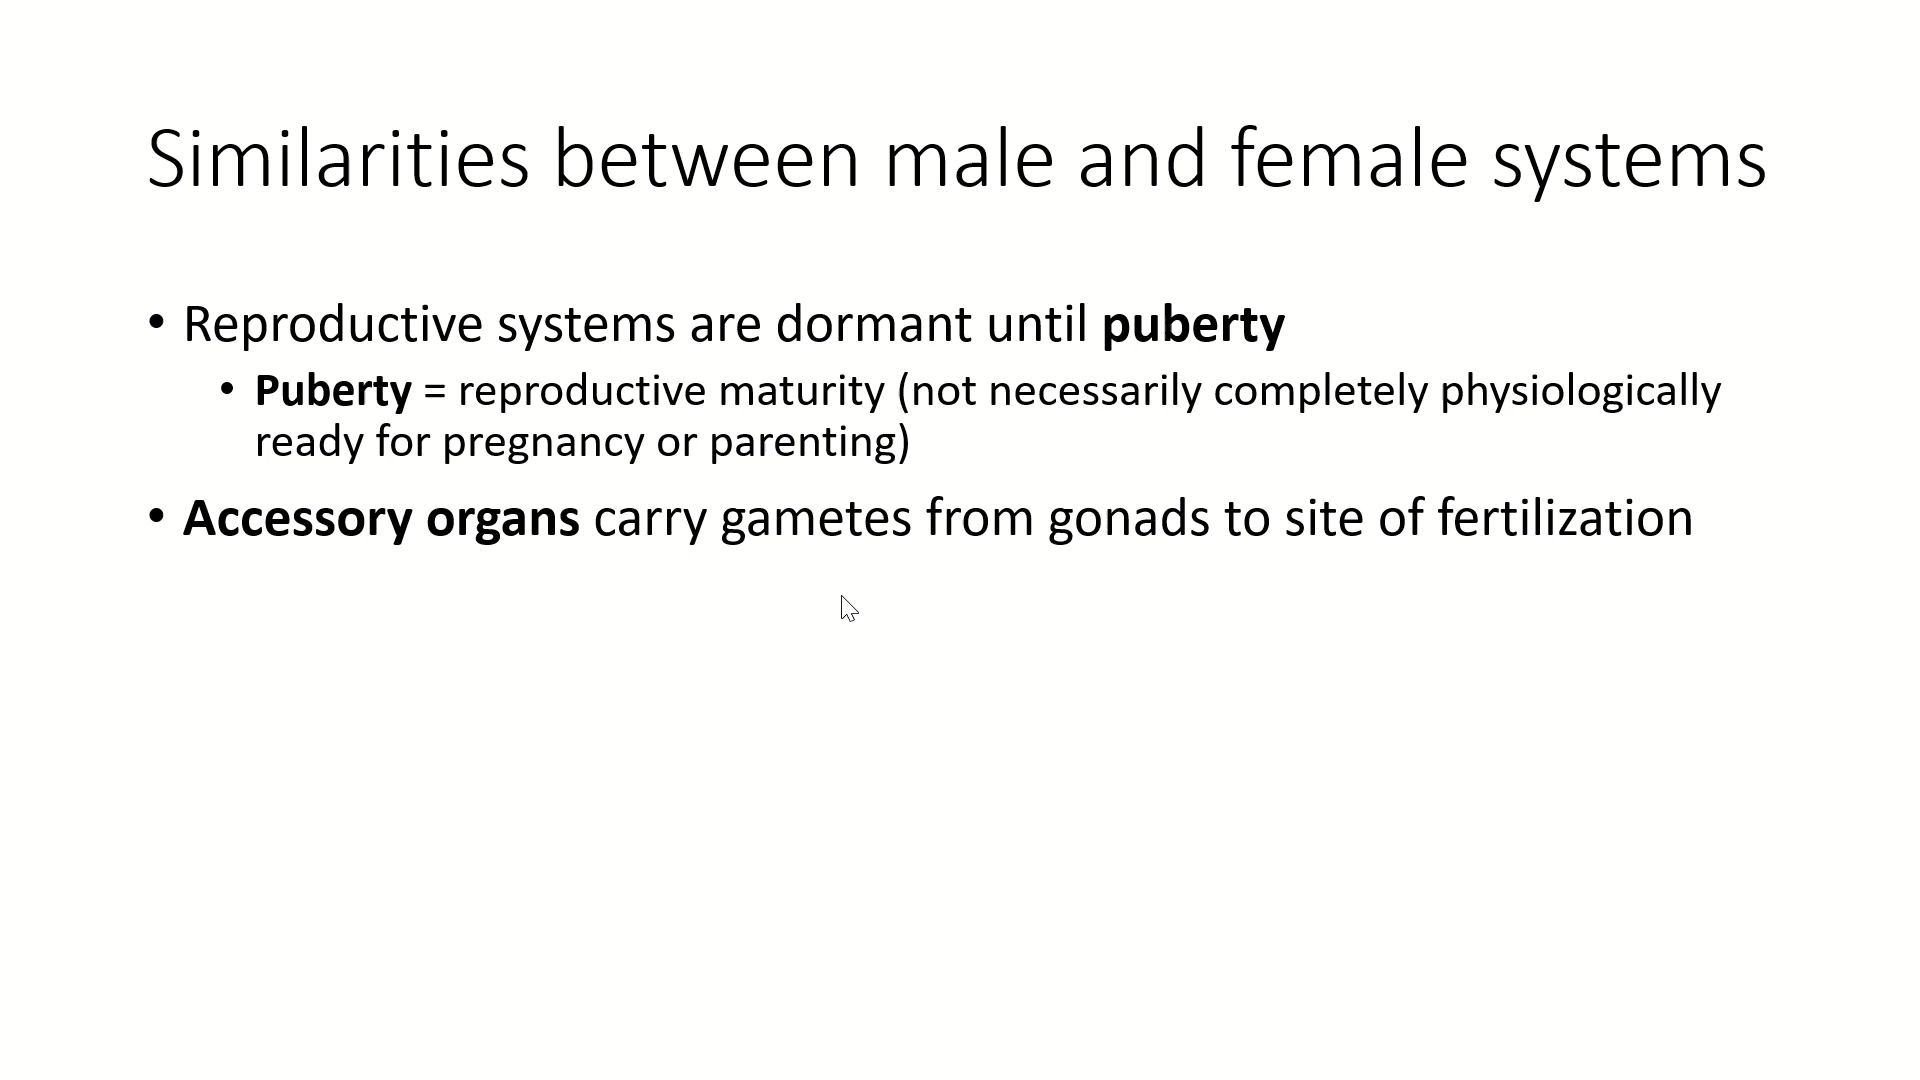 Similarities between male and female systems
• Reproductive systems are dormant until puberty
• Puberty = reproductive maturity (not necessarily completely physiologically
ready for pregnancy or parenting)
• Accessory organs carry gametes from gonads to site of fertilization